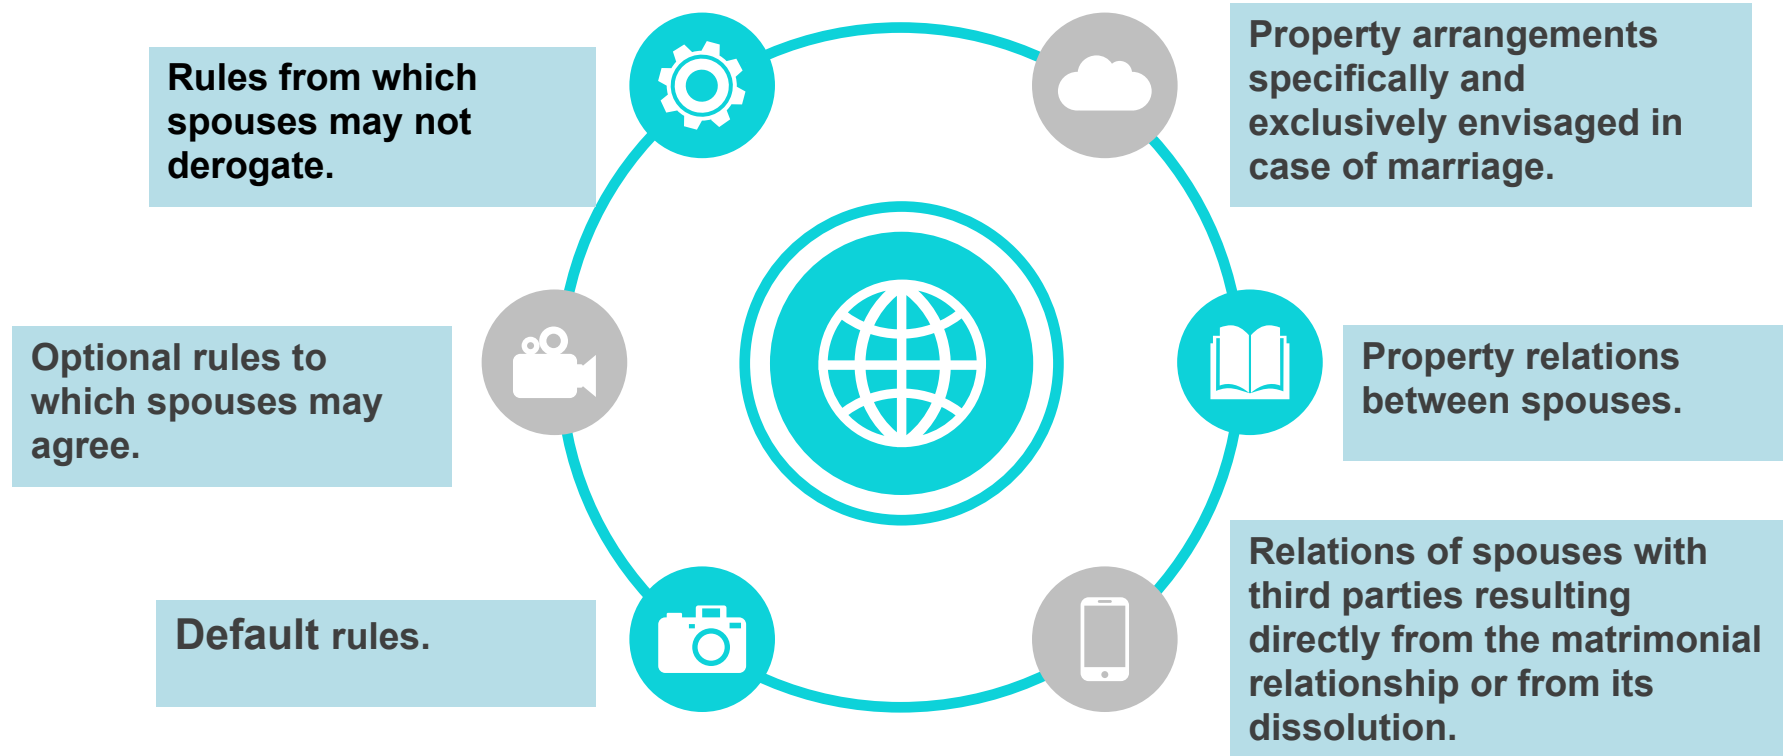 Rules from which
spouses may not
derogate.
Optional rules to
which spouses may
agree.
Default rules.
Property arrangements
specifically and
exclusively envisaged in
case of marriage.
Property relations
between spouses.
Relations of spouses with
third parties resulting
directly from the matrimonial
relationship or from its
dissolution.